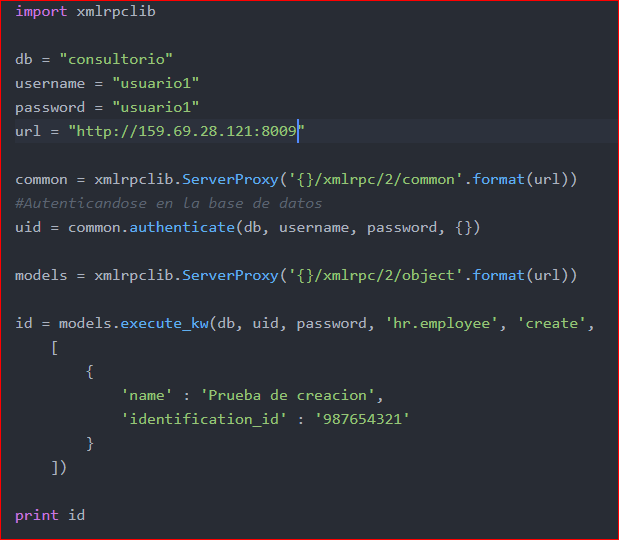 import xmlrpclib
db = "consultorio"
username = "usuario1"
password = "usuario1"
url = "http://159.69.28.121:8009"
common = xmlrpclib.ServerProxy('{}/xmlrpc/2/common'.format(url))
#Autenticandose en la base de datos
uid = common.authenticate(db, username, password, {})
models = xmlrpclib.ServerProxy('{}/xmlrpc/2/object'.format(url))
id = models.execute_kw(db, uid, password, 'hr.employee', 'create',
    [
        {
            'name' : 'Prueba de creacion',
            'identification_id' : '987654321'
        }
    ])
print id